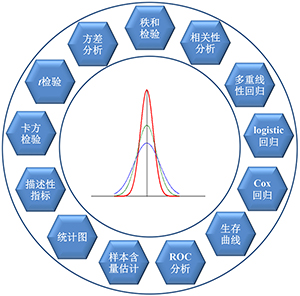 秩和
检验
相关性
分析
多重线
性回归
logistic
回归
Cox
回归
生存
曲线
ROC
分析
样本含
量估计
统计图
描述性
指标
卡方
检验
t检验
方差
分析